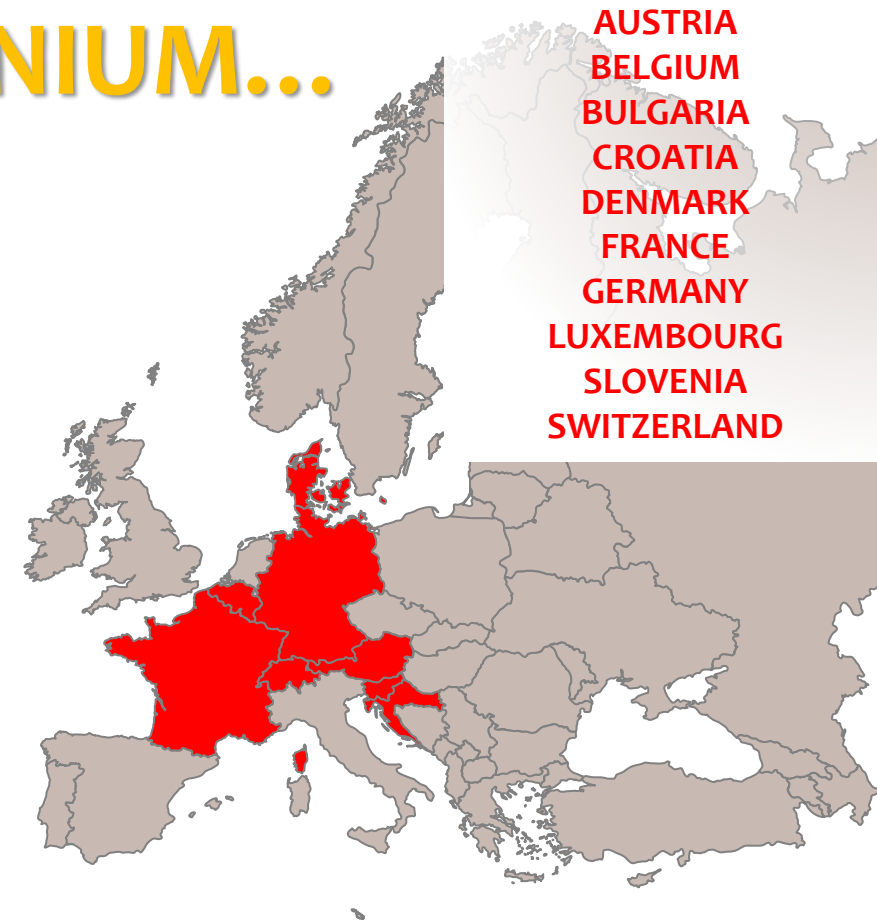 NIUM...
AUSTRIA
BELGIUM
BULGARIA
CROATIA
DENMARK
FRANCE
GERMANY
LUXEMBOURG
SLOVENIA
SWITZERLAND